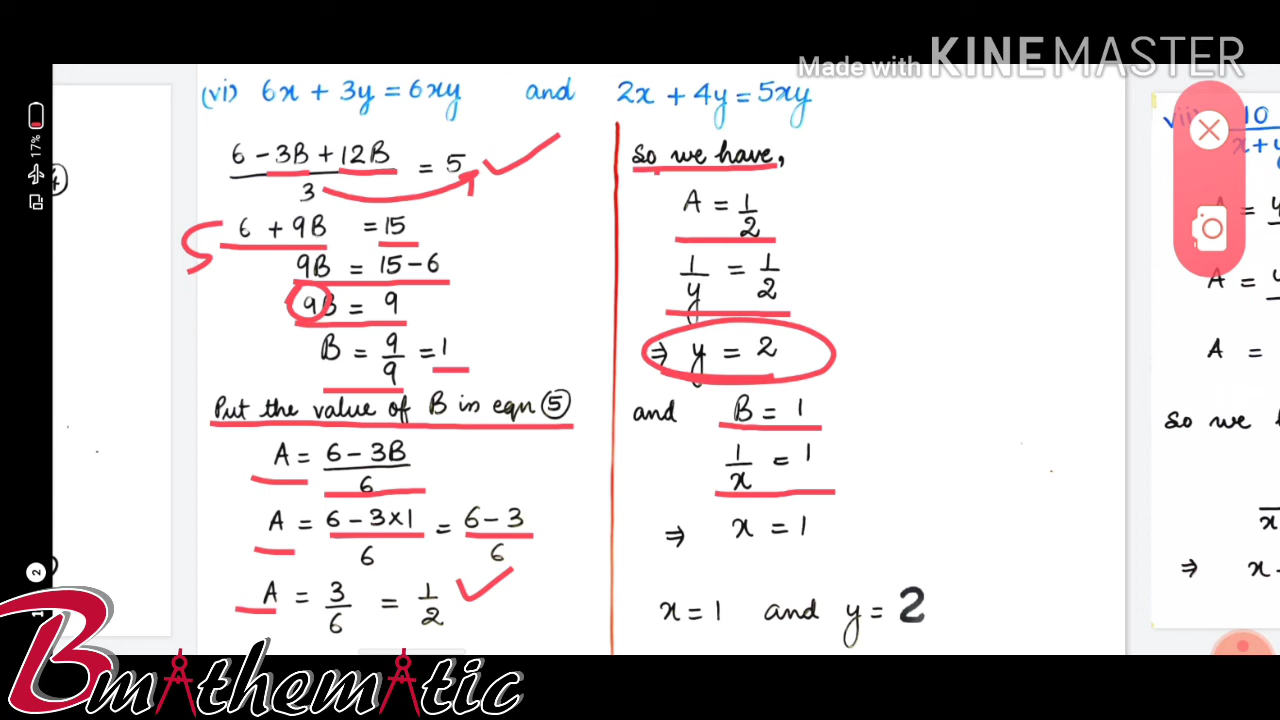 Made with KINEMASTER
17%
(vi) 6x + 3y = 6xy and 2x + 4y = 5xy
6 - 3B + 12B / 3 = 5
6 + 9B = 15
9B = 15 - 6
9B = 9
B = 9/9 = 1
Put the value of B in eqn ⑤
A = 6 - 3B / 6
A = 6 - 3×1 / 6 = 6 - 3 / 6
A = 3/6 = 1/2
So we have,
A = 1/2
1/y = 1/2
⇒ y = 2
and B = 1
1/x = 1
⇒ x = 1
x = 1 and y = 2
10
x+y
A =
A =
A =
So we
x
⇒ x -
2
Bmathematic